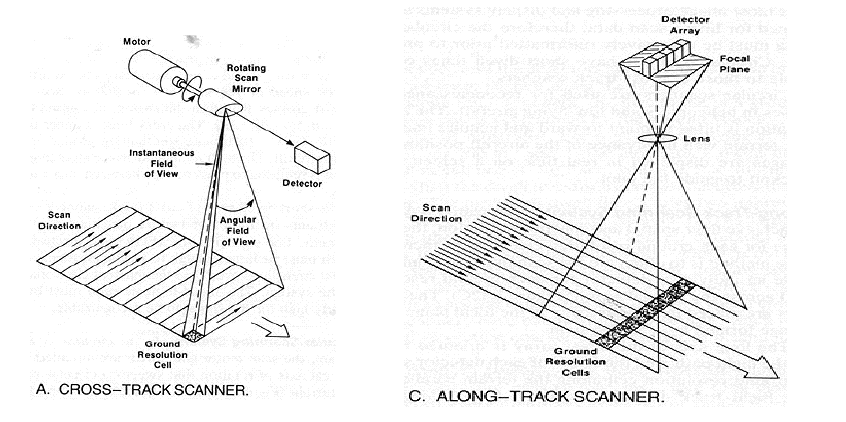 Motor
Rotating
Scan
Mirror
Instantaneous
Field
of View
Detector
Scan
Direction
Angular
Field
of View
Ground
Resolution
Cell
A. CROSS-TRACK SCANNER.
Detector
Array
Focal
Plane
Lens
Scan
Direction
Ground
Resolution
Cells
C. ALONG-TRACK SCANNER.